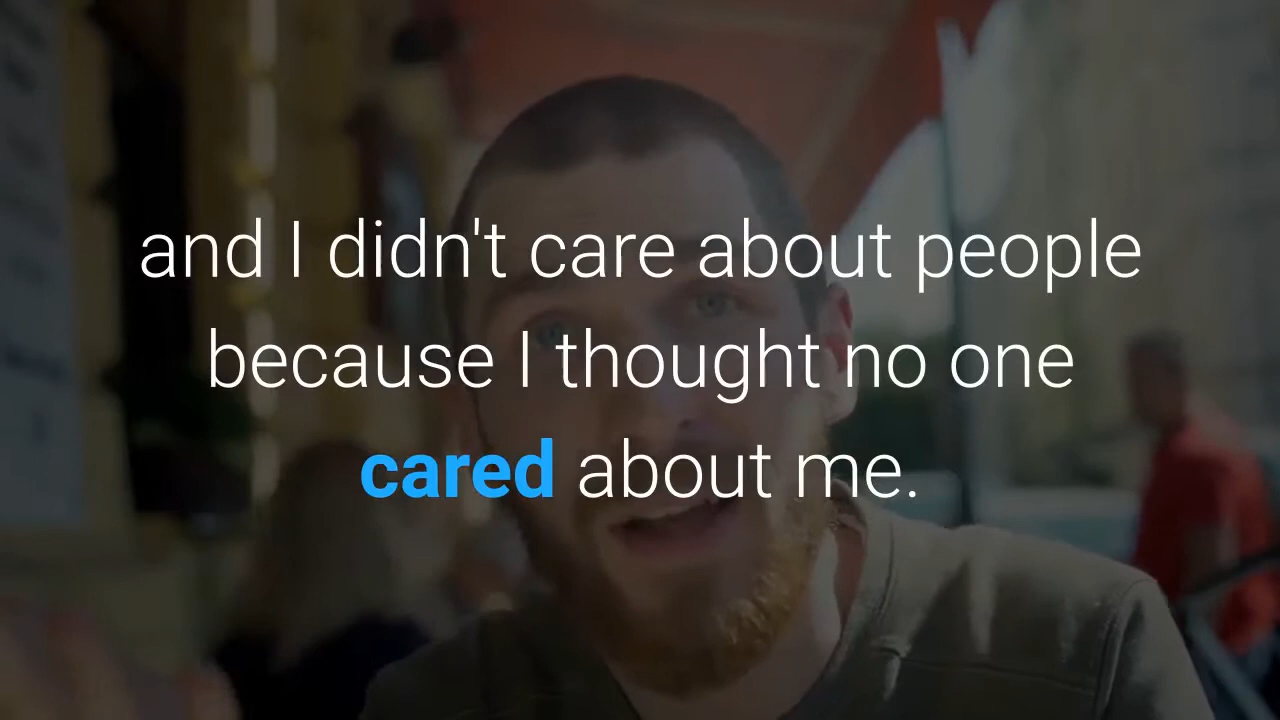 and I didn't care about people
because I thought no one
cared about me.